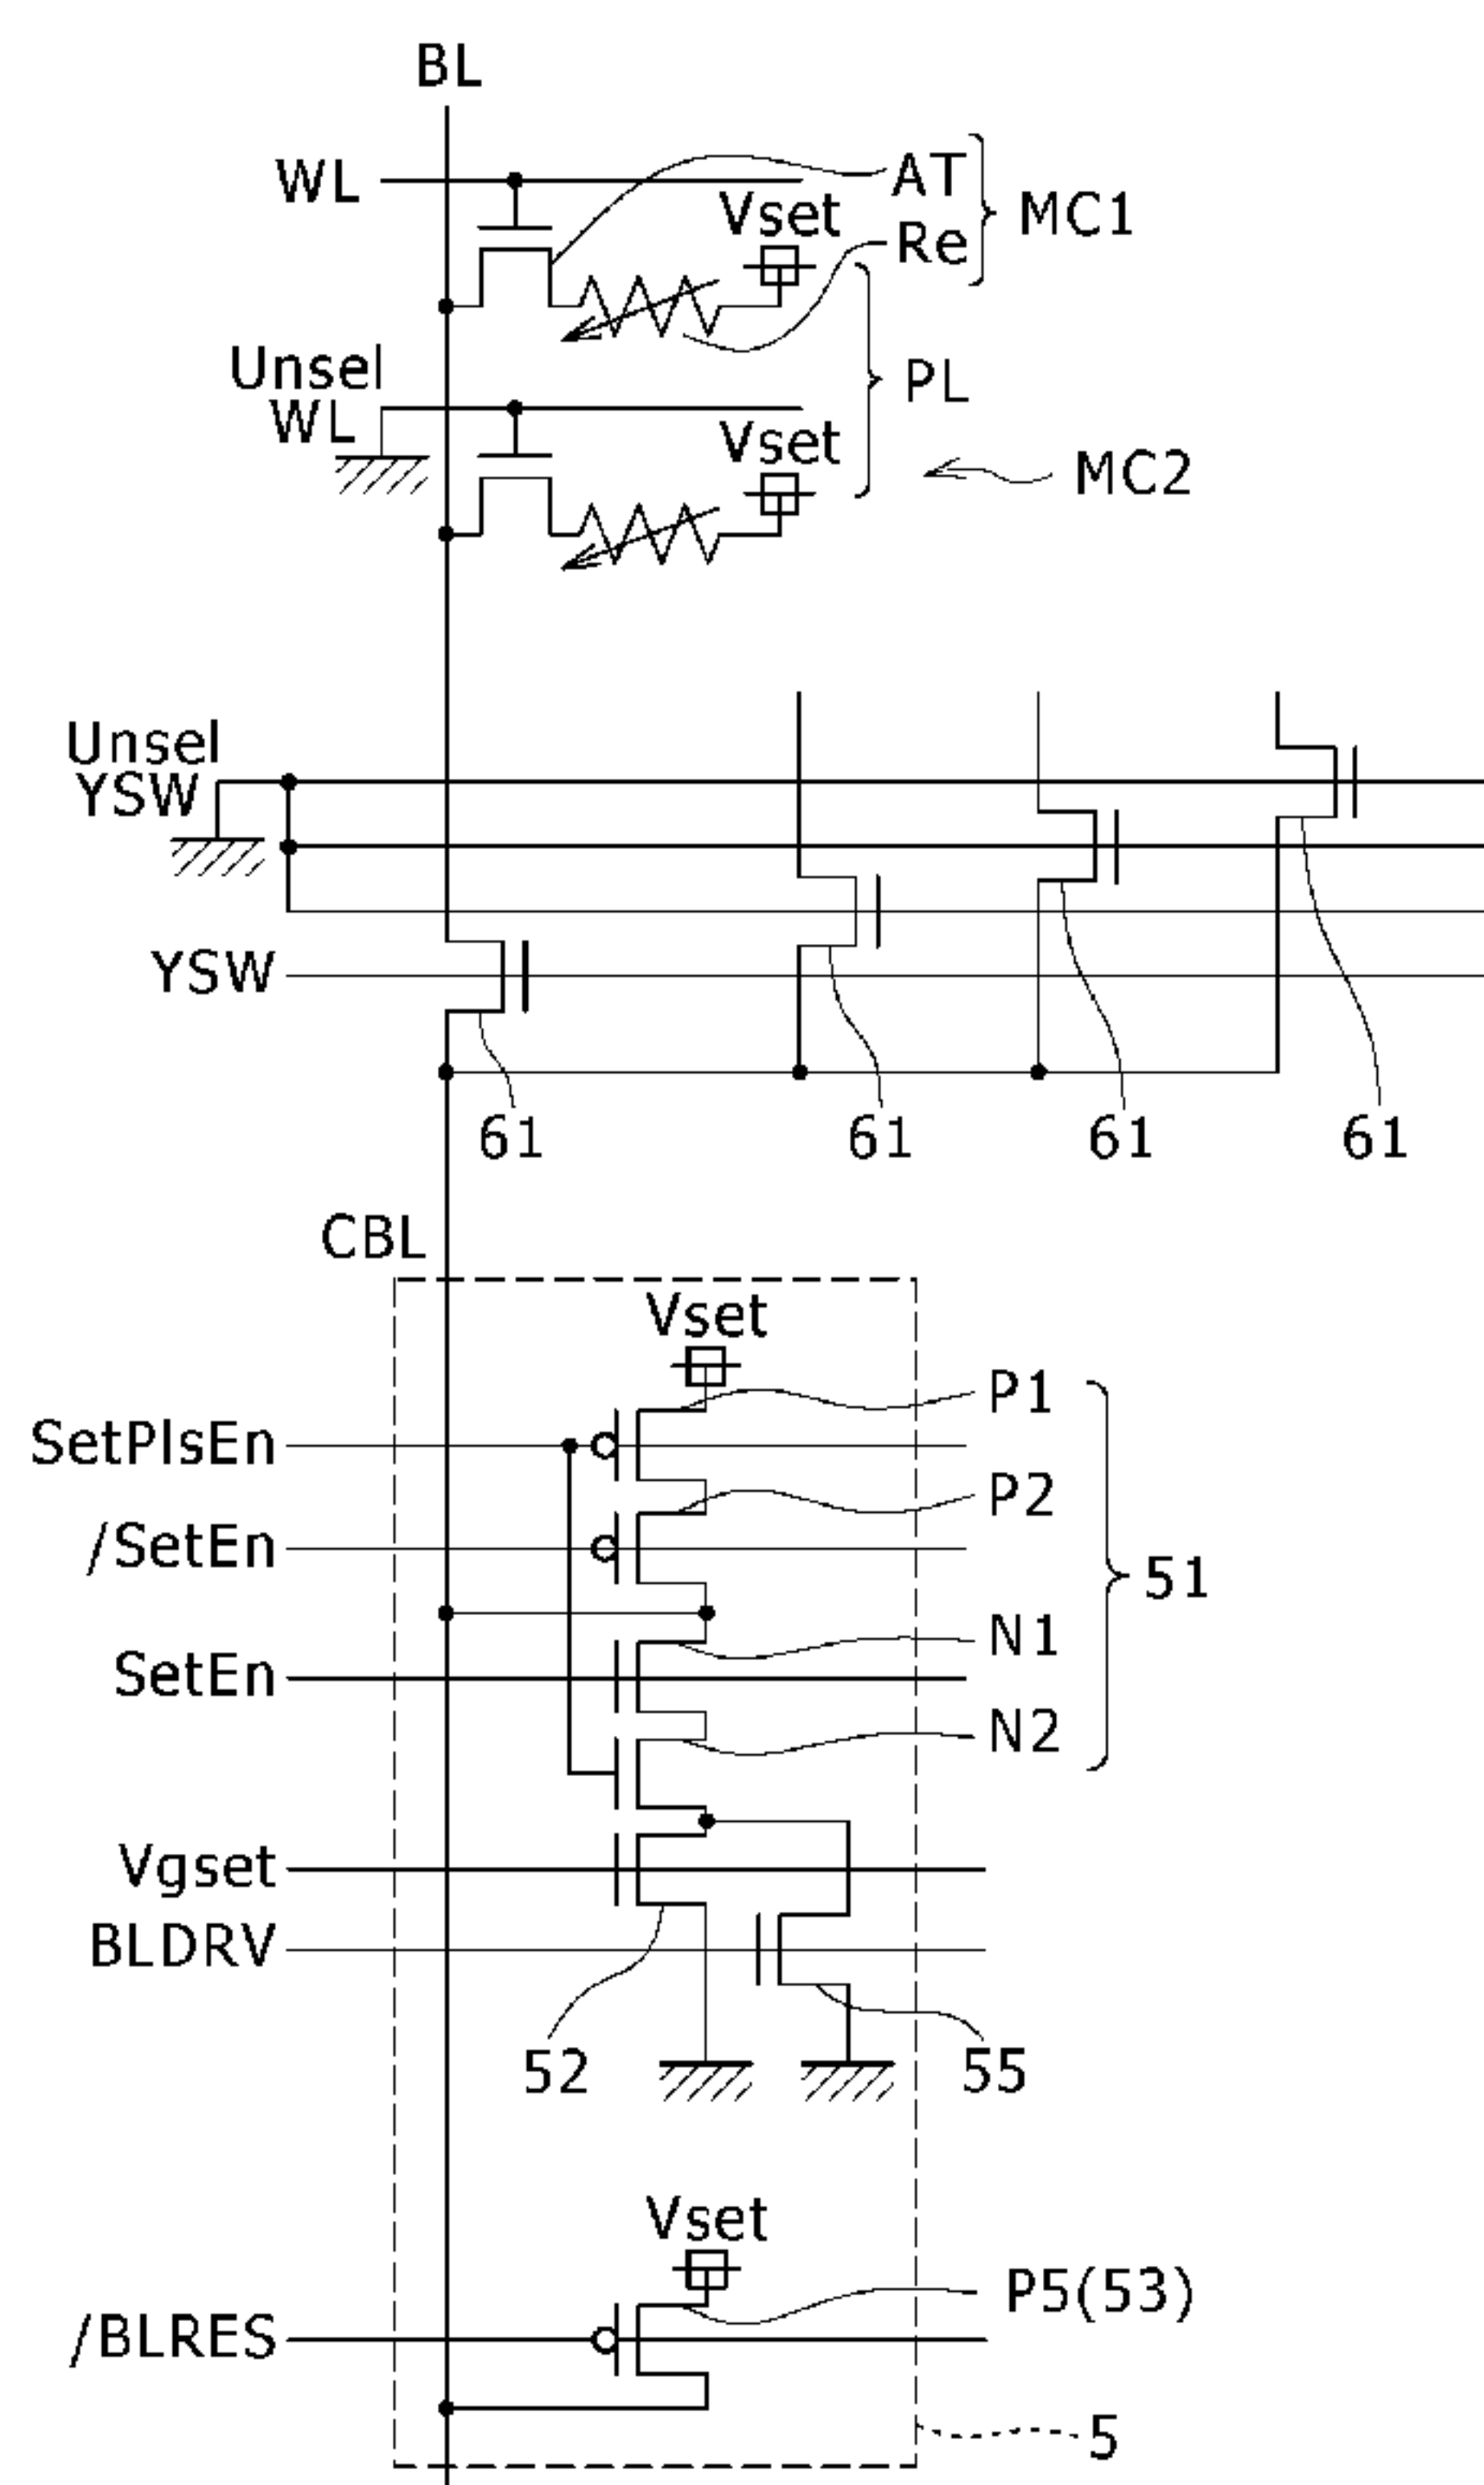 BL
WL
AT
Vset
Re
MC1
Unsel
WL
PL
Vset
MC2
Unsel
YSW
YSW
61
61
61
61
CBL
Vset
P1
SetPlsEn
P2
/SetEn
51
N1
SetEn
N2
Vgset
BLDRV
52
55
Vset
P5(53)
/BLRES
5